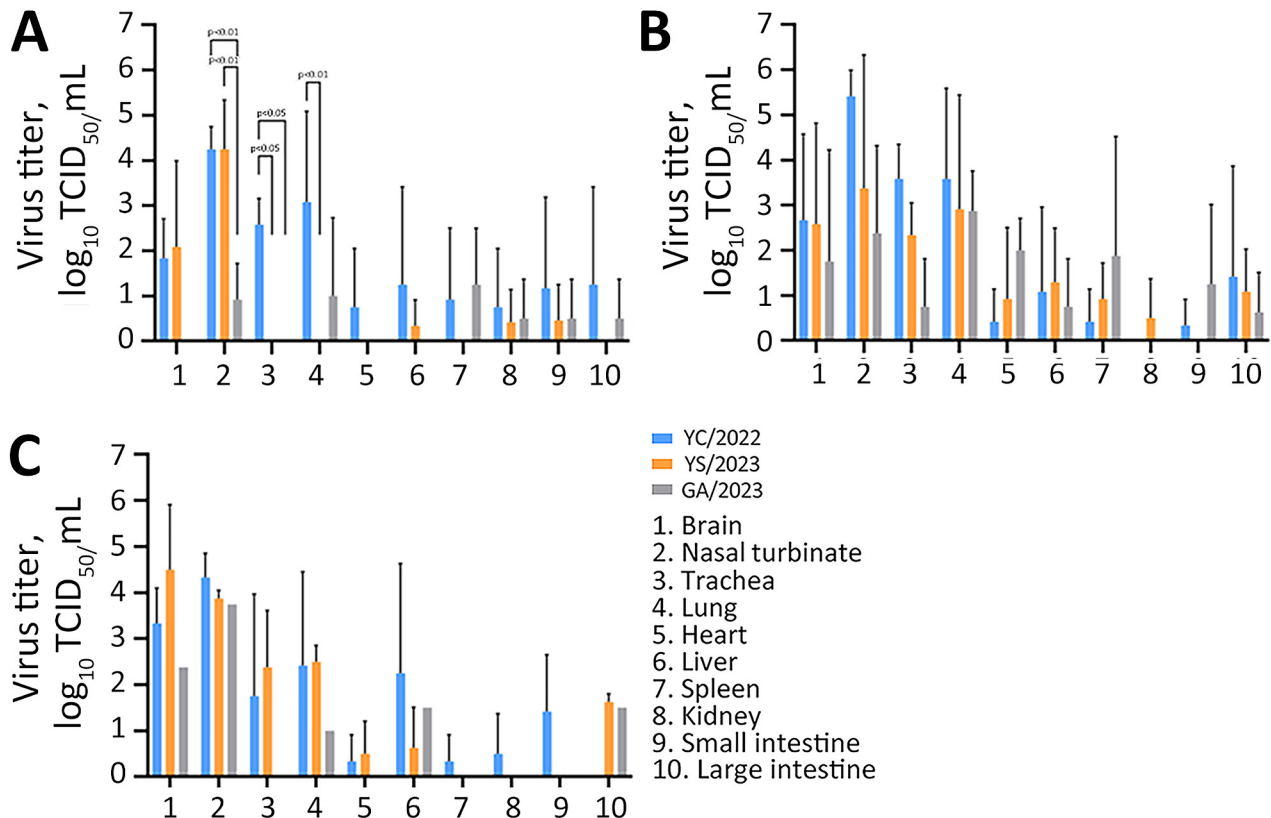 A
Virus titer,
log10 TCID50/mL
7
6
5
4
3
2
1
0
p<0.01
p<0.01
p<0.05
p<0.05
p<0.01
1 2 3 4 5 6 7 8 9 10
B
Virus titer,
log10 TCID50/mL
7
6
5
4
3
2
1
0
1 2 3 4 5 6 7 8 9 10
C
Virus titer,
log10 TCID50/mL
7
6
5
4
3
2
1
0
1 2 3 4 5 6 7 8 9 10
YC/2022
YS/2023
GA/2023
1. Brain
2. Nasal turbinate
3. Trachea
4. Lung
5. Heart
6. Liver
7. Spleen
8. Kidney
9. Small intestine
10. Large intestine